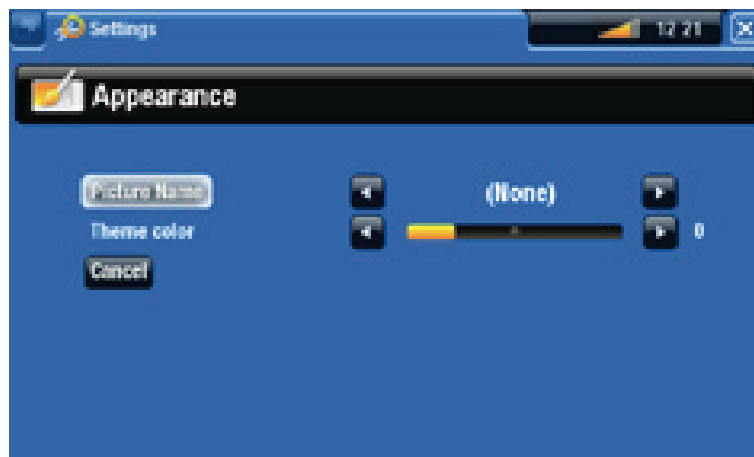 Settings 12 21
Appearance
Picture Name (None)
Theme color 0
Cancel